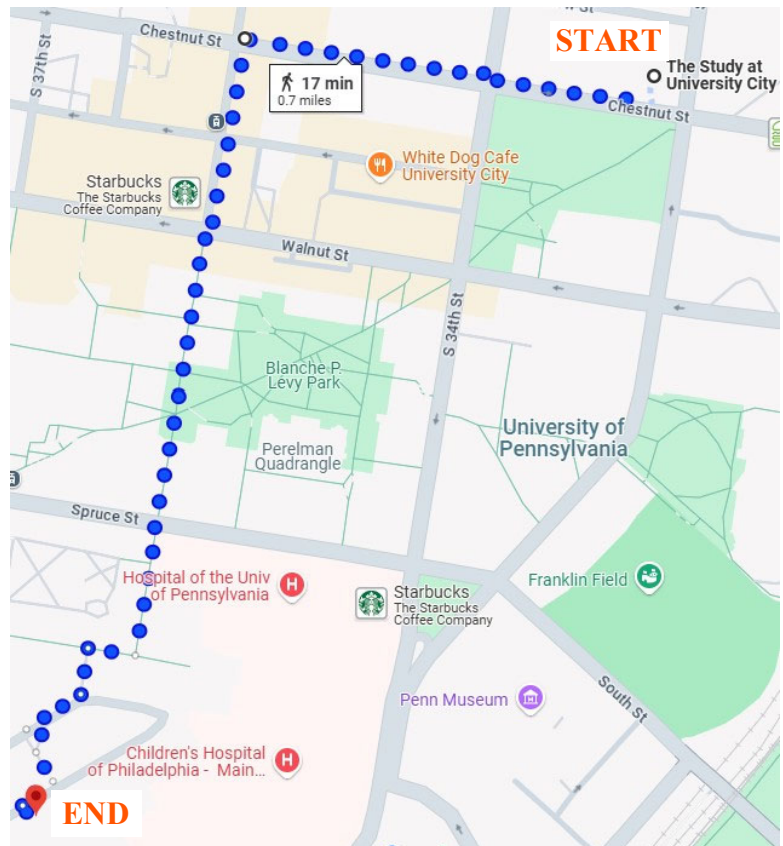 START
Chestnut St
S 37th St
17 min
0.7 miles
The Study at
University City
Chestnut St
White Dog Cafe
University City
Starbucks
The Starbucks
Coffee Company
Walnut St
S 34th St
Blanche P.
Lévy Park
University of
Pennsylvania
Perelman
Quadrangle
Spruce St
Hospital of the Univ
of Pennsylvania
H
Starbucks
The Starbucks
Coffee Company
Franklin Field
South St
Penn Museum
Children's Hospital
of Philadelphia - Main...
H
END